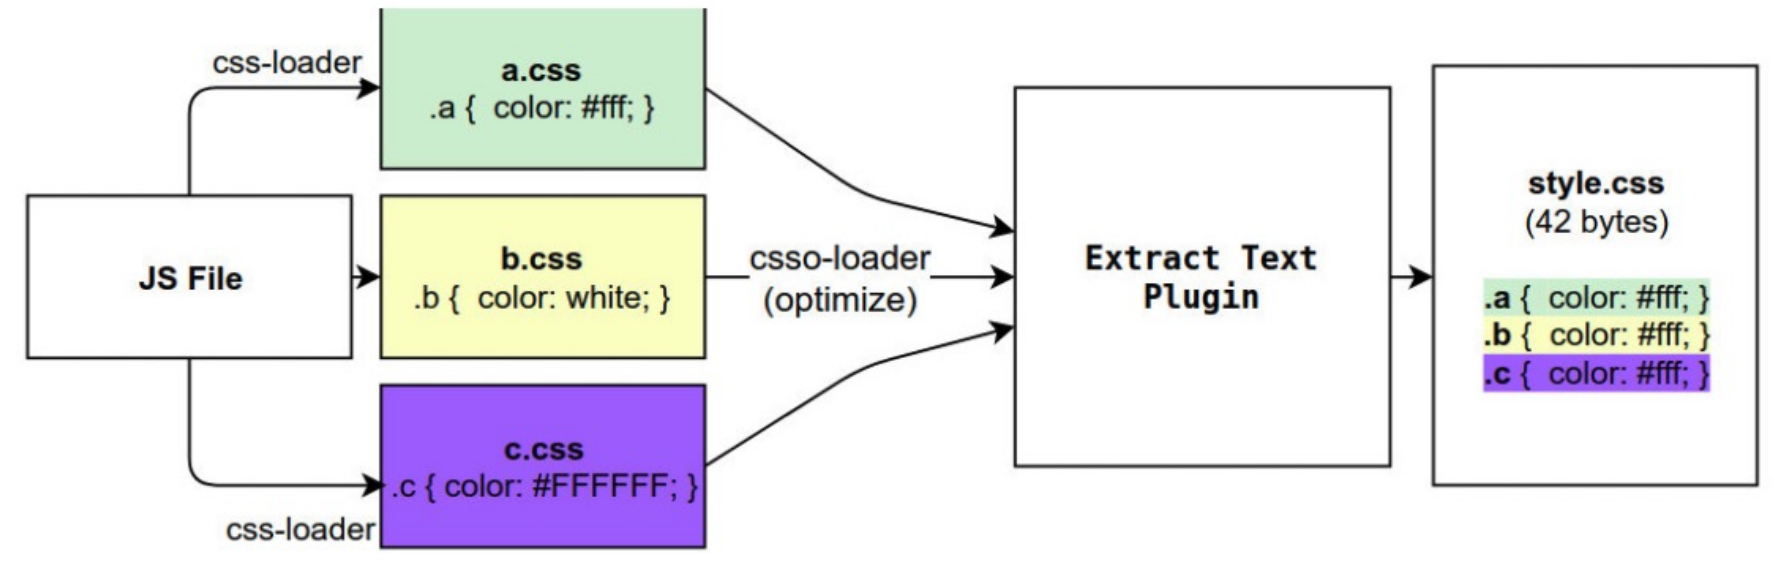 css-loader
a.css
.a { color: #fff; }
JS File
b.css
.b { color: white; }
c.css
.c { color: #FFFFFF; }
css-loader
csso-loader
(optimize)
Extract Text
Plugin
style.css
(42 bytes)
.a { color: #fff; }
.b { color: #fff; }
.c { color: #fff; }